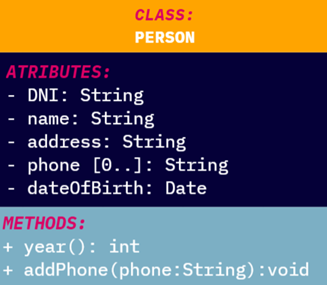 CLASS:
PERSON
ATRIBUTES:
- DNI: String
- name: String
- address: String
- phone [0..]: String
- dateOfBirth: Date
METHODS:
+ year(): int
+ addPhone(phone:String):void